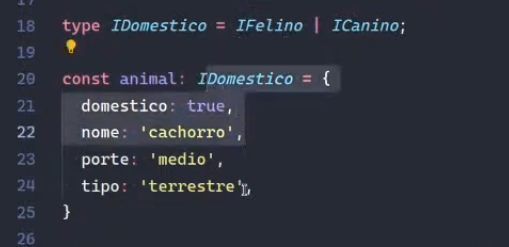 18 type IDomestico = IFelino | ICanino;
19
20 const animal: IDomestico = {
21 domestico: true,
22 nome: 'cachorro',
23 porte: 'medio',
24 tipo: 'terrestre',
25 }
26